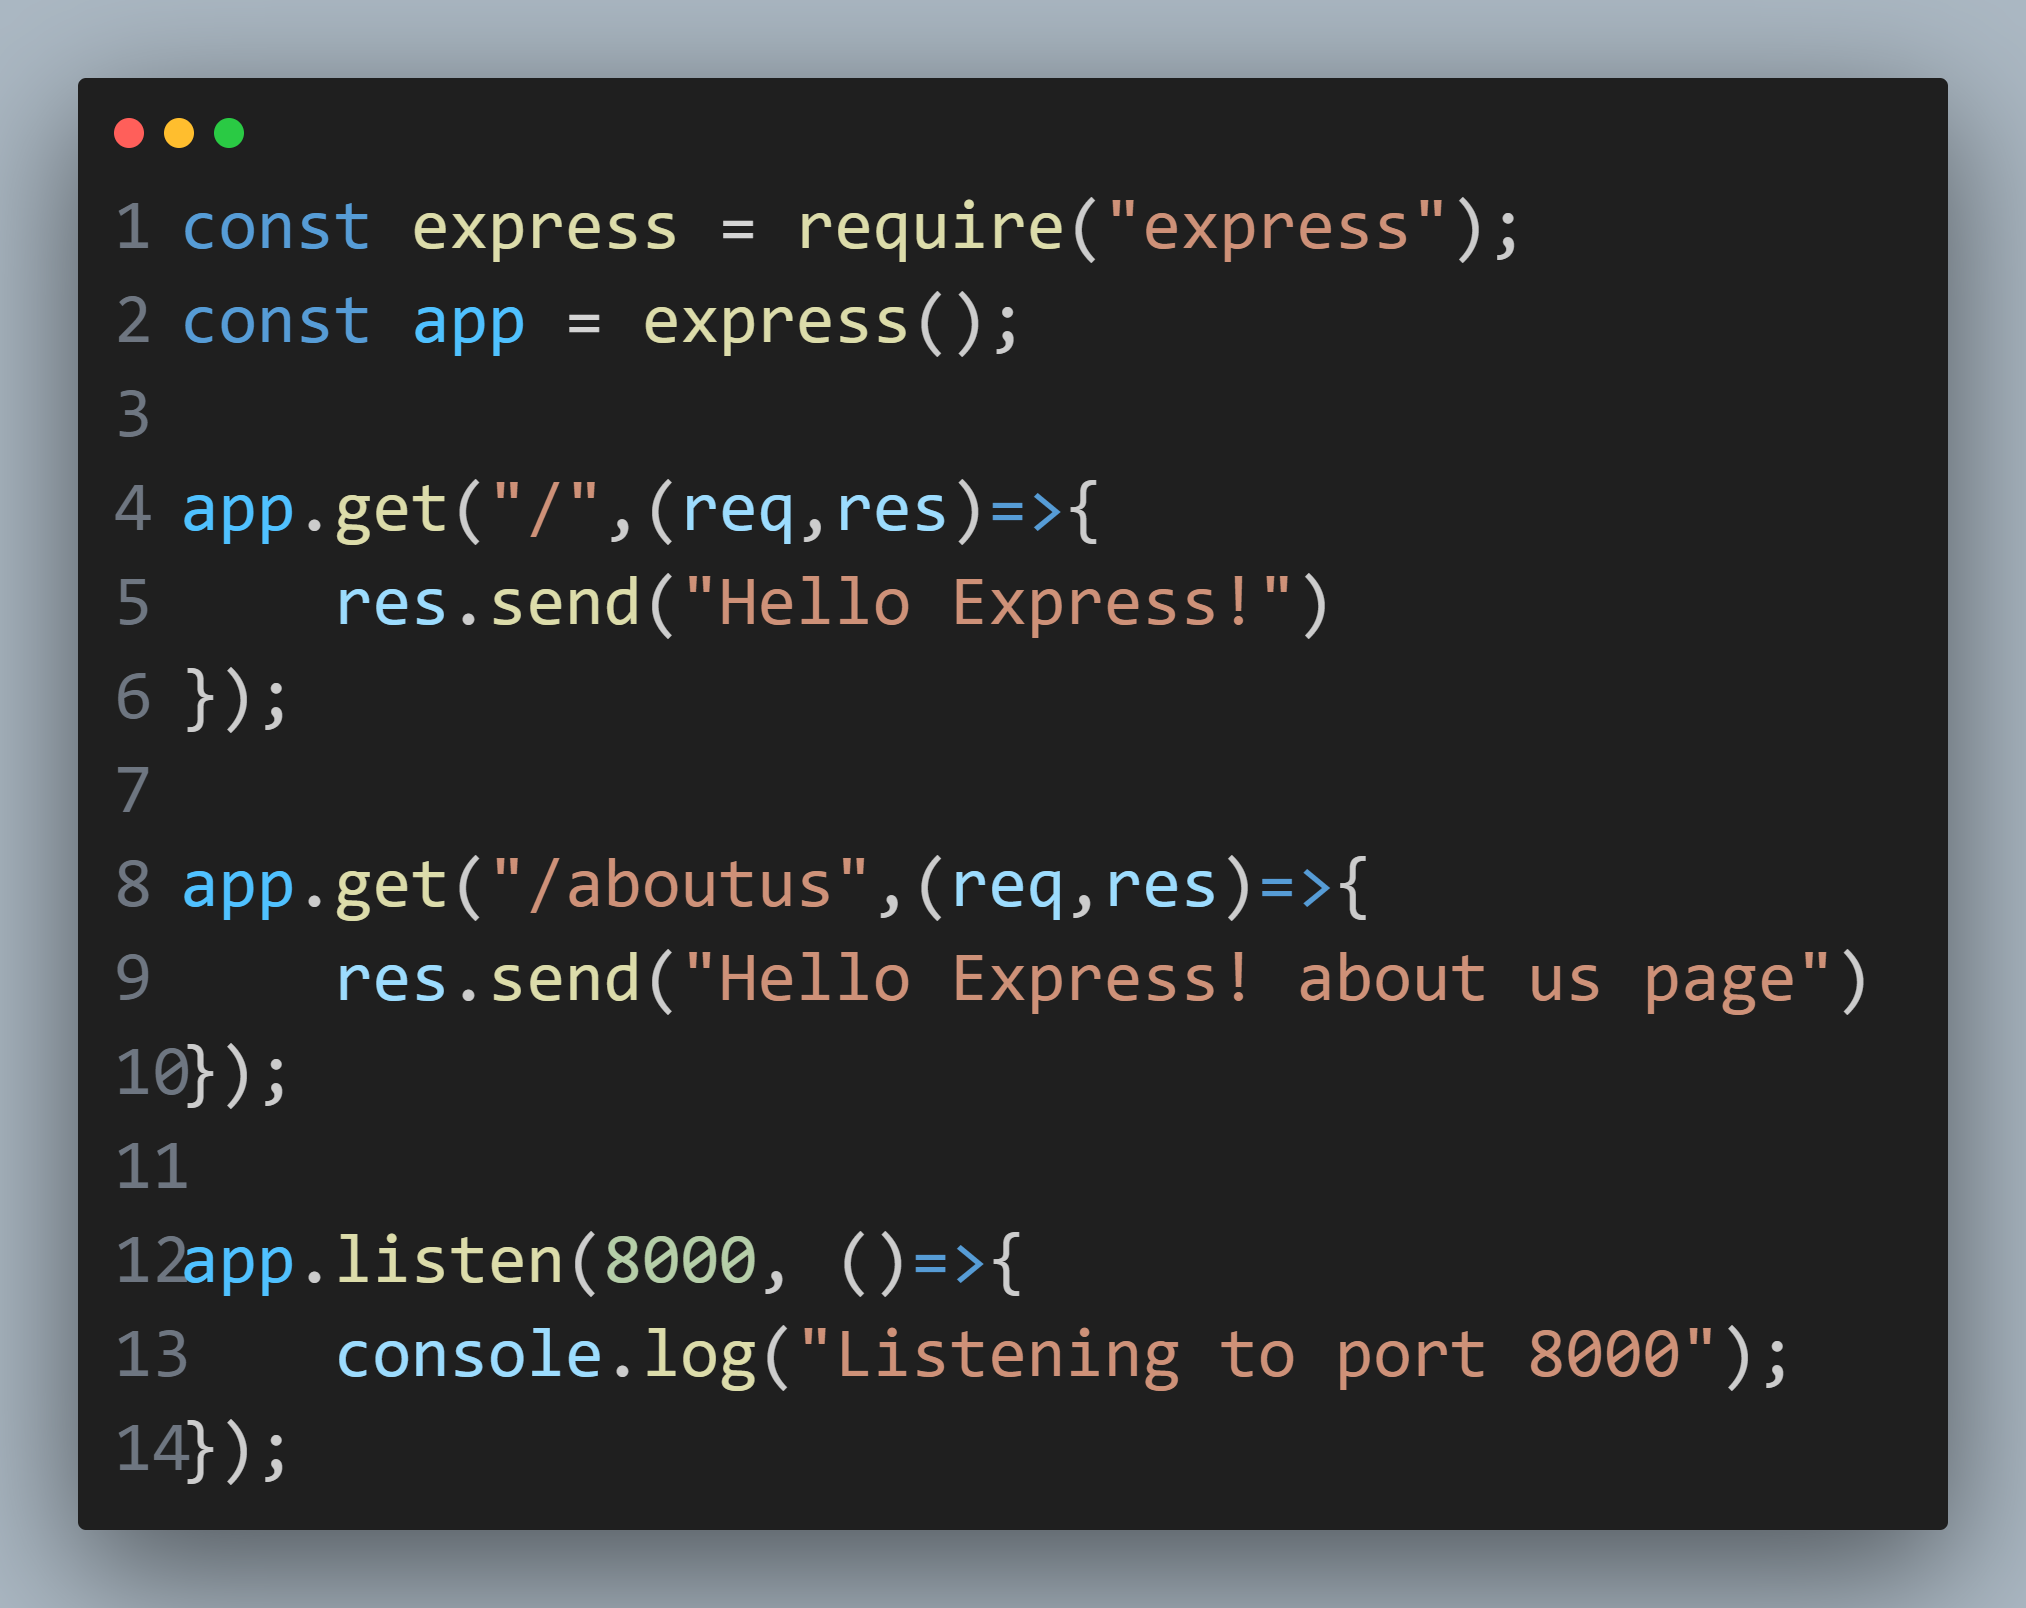 1 const express = require("express");
2 const app = express();
3
4 app.get("/",(req,res)=>{
5     res.send("Hello Express!")
6 });
7
8 app.get("/aboutus",(req,res)=>{
9     res.send("Hello Express! about us page")
10});
11
12app.listen(8000, ()=>{
13    console.log("Listening to port 8000");
14});